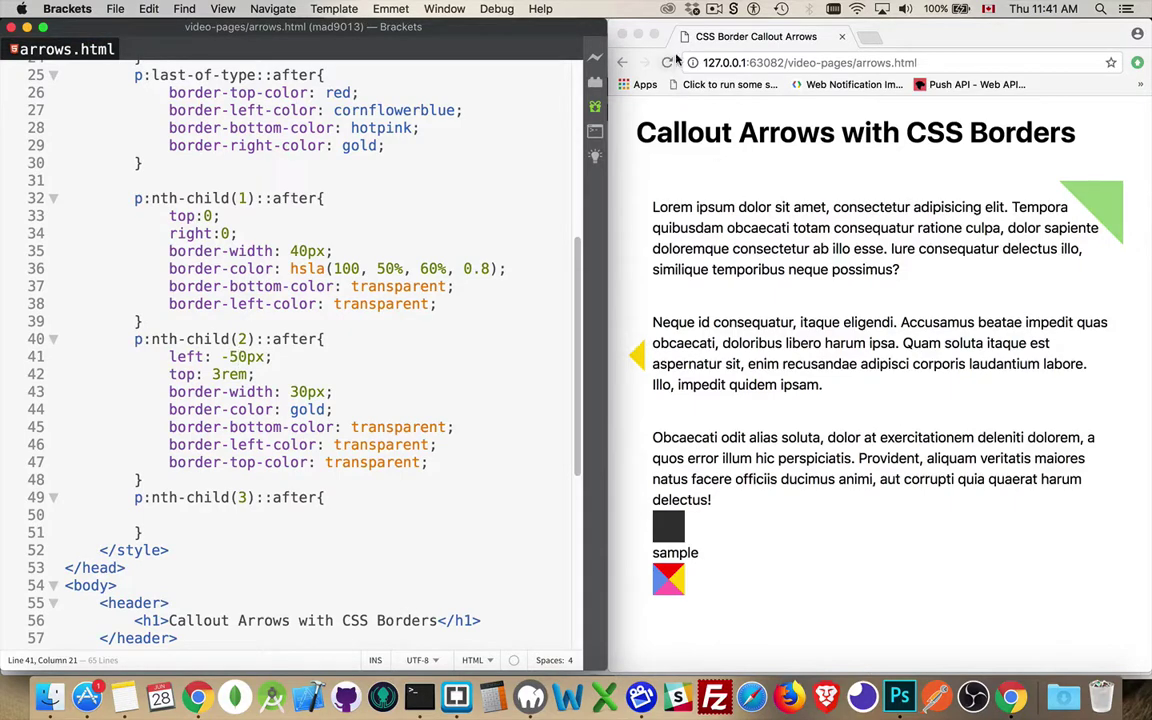 Brackets File Edit Find View Navigate Template Emmet Window Debug Help 100% Thu 11:41 AM
video-pages/arrows.html (mad9013) — Brackets
arrows.html
25 p:last-of-type::after{
26 border-top-color: red;
27 border-left-color: cornflowerblue;
28 border-bottom-color: hotpink;
29 border-right-color: gold;
30 }
31
32 p:nth-child(1)::after{
33 top:0;
34 right:0;
35 border-width: 40px;
36 border-color: hsla(100, 50%, 60%, 0.8);
37 border-bottom-color: transparent;
38 border-left-color: transparent;
39 }
40 p:nth-child(2)::after{
41 left: -50px;
42 top: 3rem;
43 border-width: 30px;
44 border-color: gold;
45 border-bottom-color: transparent;
46 border-left-color: transparent;
47 border-top-color: transparent;
48 }
49 p:nth-child(3)::after{
50
51 }
52 </style>
53 </head>
54 <body>
55 <header>
56 <h1>Callout Arrows with CSS Borders</h1>
57 </header>
Line 41, Column 21 — 65 Lines INS UTF-8 HTML Spaces: 4
CSS Border Callout Arrows
127.0.0.1:63082/video-pages/arrows.html
Apps Click to run some s... Web Notification Im... Push API - Web API... »
Callout Arrows with CSS Borders
Lorem ipsum dolor sit amet, consectetur adipisicing elit. Tempora
quibusdam obcaecati totam consequatur ratione culpa, dolor sapiente
doloremque consectetur ab illo esse. Iure consequatur delectus illo,
similique temporibus neque possimus?
Neque id consequatur, itaque eligendi. Accusamus beatae impedit quas
obcaecati, doloribus libero harum ipsa. Quam soluta itaque est
aspernatur sit, enim recusandae adipisci corporis laudantium labore.
Illo, impedit quidem ipsam.
Obcaecati odit alias soluta, dolor at exercitationem deleniti dolorem, a
quos error illum hic perspiciatis. Provident, aliquam veritatis maiores
natus facere officiis ducimus animi, aut corrupti quia quaerat harum
delectus!
sample